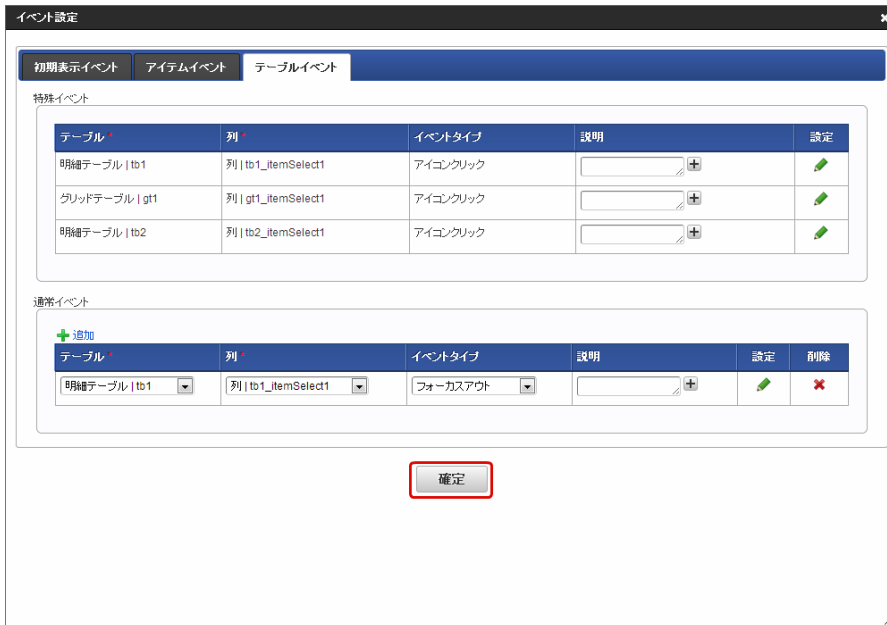 イベント設定
初期表示イベント アイテムイベント テーブルイベント
特殊イベント
テーブル * 列 * イベントタイプ 説明 設定
明細テーブル | tb1 列 | tb1_itemSelect1 アイコンクリック
グリッドテーブル | gt1 列 | gt1_itemSelect1 アイコンクリック
明細テーブル | tb2 列 | tb2_itemSelect1 アイコンクリック
通常イベント
追加
テーブル * 列 * イベントタイプ 説明 設定 削除
明細テーブル | tb1 列 | tb1_itemSelect1 フォーカスアウト
確定